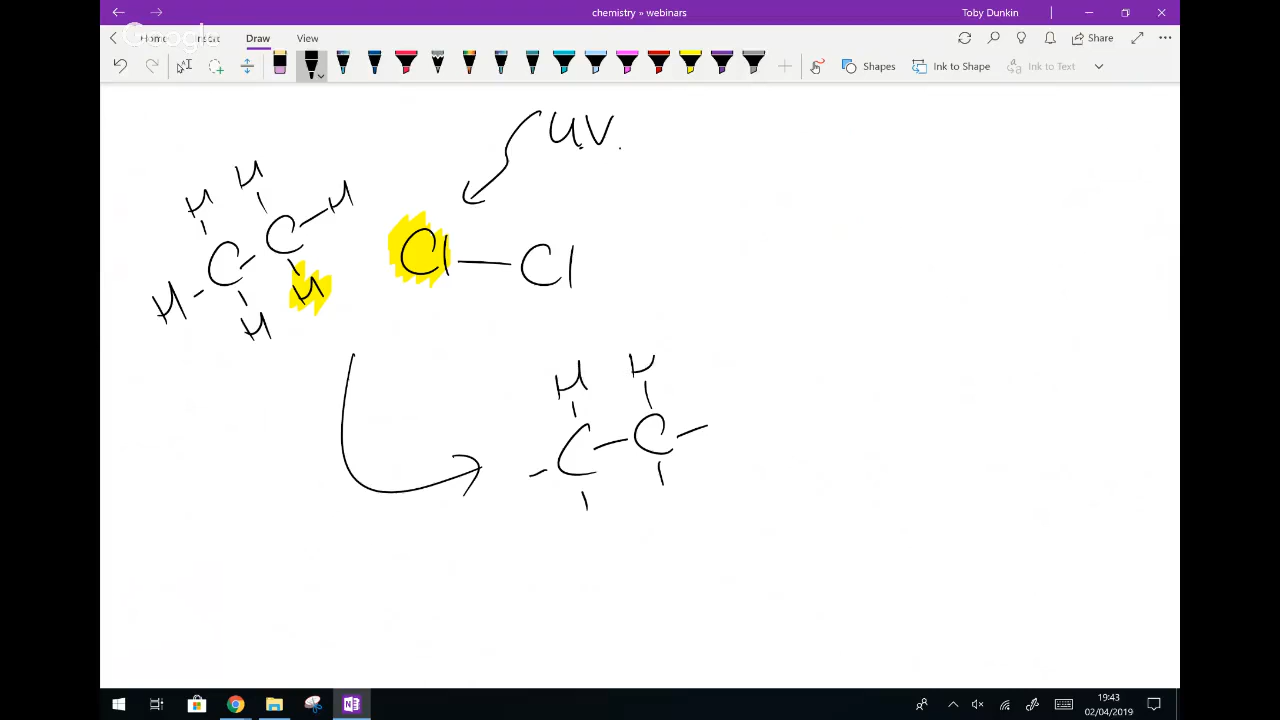 chemistry » webinars
Toby Dunkin
Google
Home
Insert
Draw
View
Share
Shapes
Ink to Shape
Ink to Text
U.V.
H
H
H
C
C
H
H
H
Cl
Cl
H
H
C
C
19:43
02/04/2019